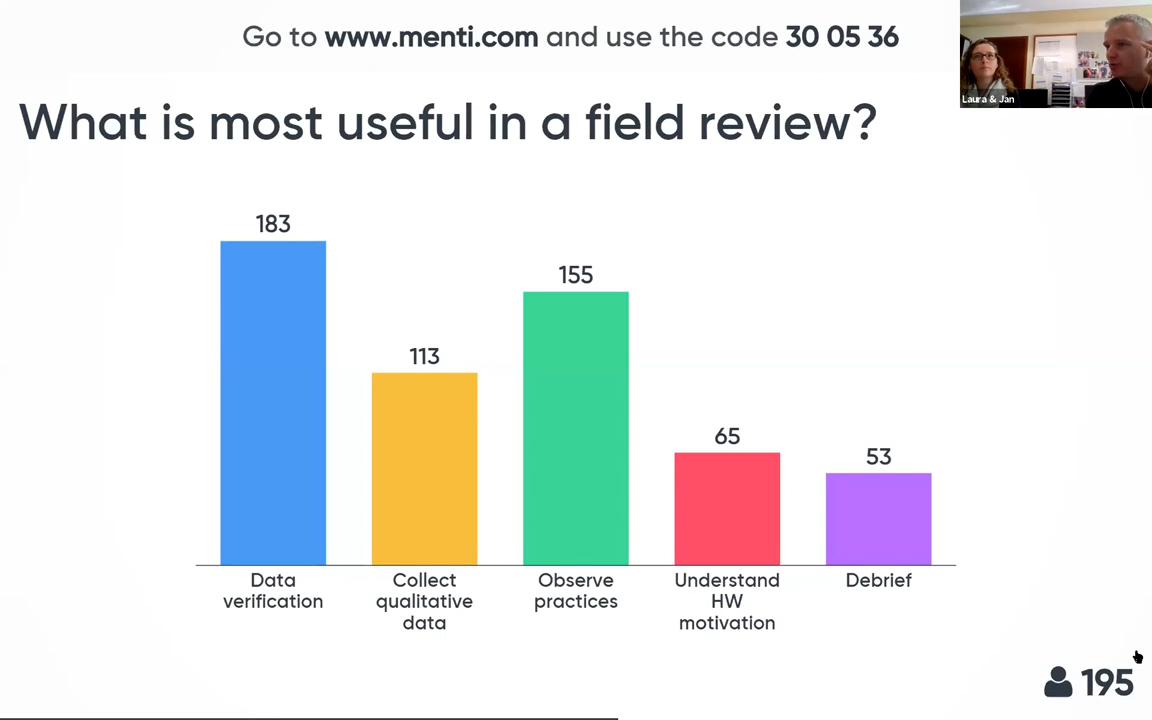 Go to www.menti.com and use the code 30 05 36
Laura & Jan
What is most useful in a field review?
183
113
155
65
53
Data
verification
Collect
qualitative
data
Observe
practices
Understand
HW
motivation
Debrief
195